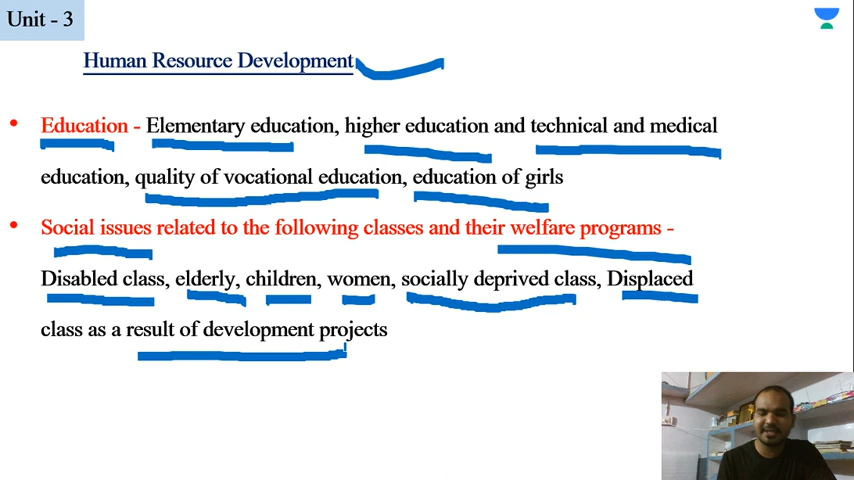 Unit - 3
Human Resource Development
• Education - Elementary education, higher education and technical and medical
education, quality of vocational education, education of girls
• Social issues related to the following classes and their welfare programs -
Disabled class, elderly, children, women, socially deprived class, Displaced
class as a result of development projects